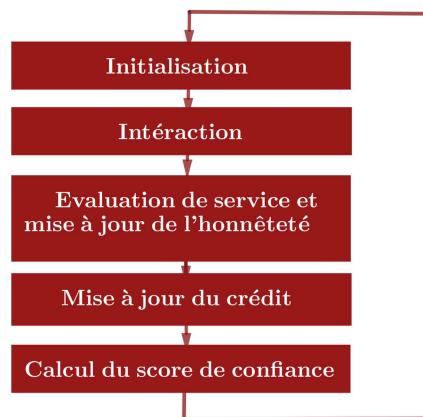 Initialisation
Intéraction
Evaluation de service et
mise à jour de l'honnêteté
Mise à jour du crédit
Calcul du score de confiance